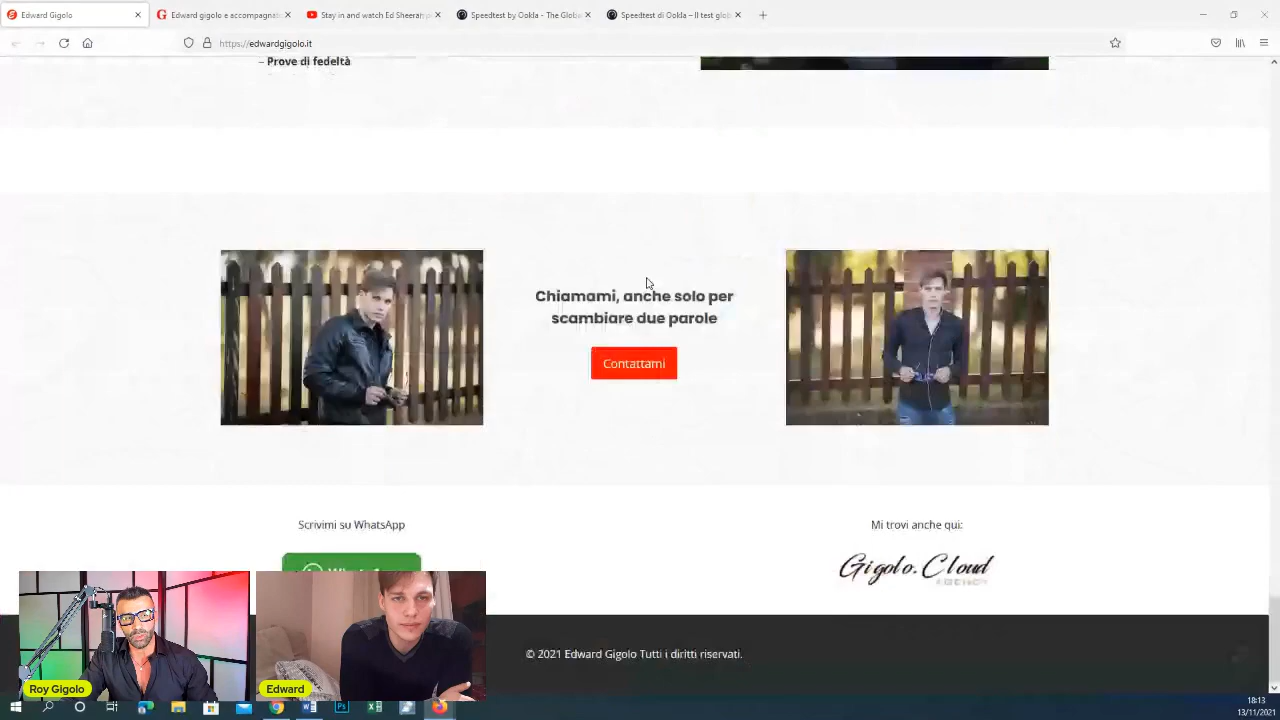 Edward Gigolo
Edward gigolo e accompagnat
Stay in and watch Ed Sheeran
Speedtest by Ookla - The Globa
Speedtest di Ookla – Il test glob
https://edwardgigolo.it
– Prove di fedeltà
Chiamami, anche solo per
scambiare due parole
Contattami
Scrivimi su WhatsApp
Mi trovi anche qui:
Gigolo.Cloud
© 2021 Edward Gigolo Tutti i diritti riservati.
Roy Gigolo
Edward
18:13
13/11/2021